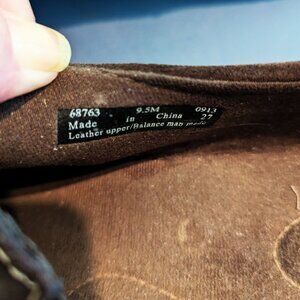 68763 9.5M 0913
Made in China 27
Leather upper/Balance man made